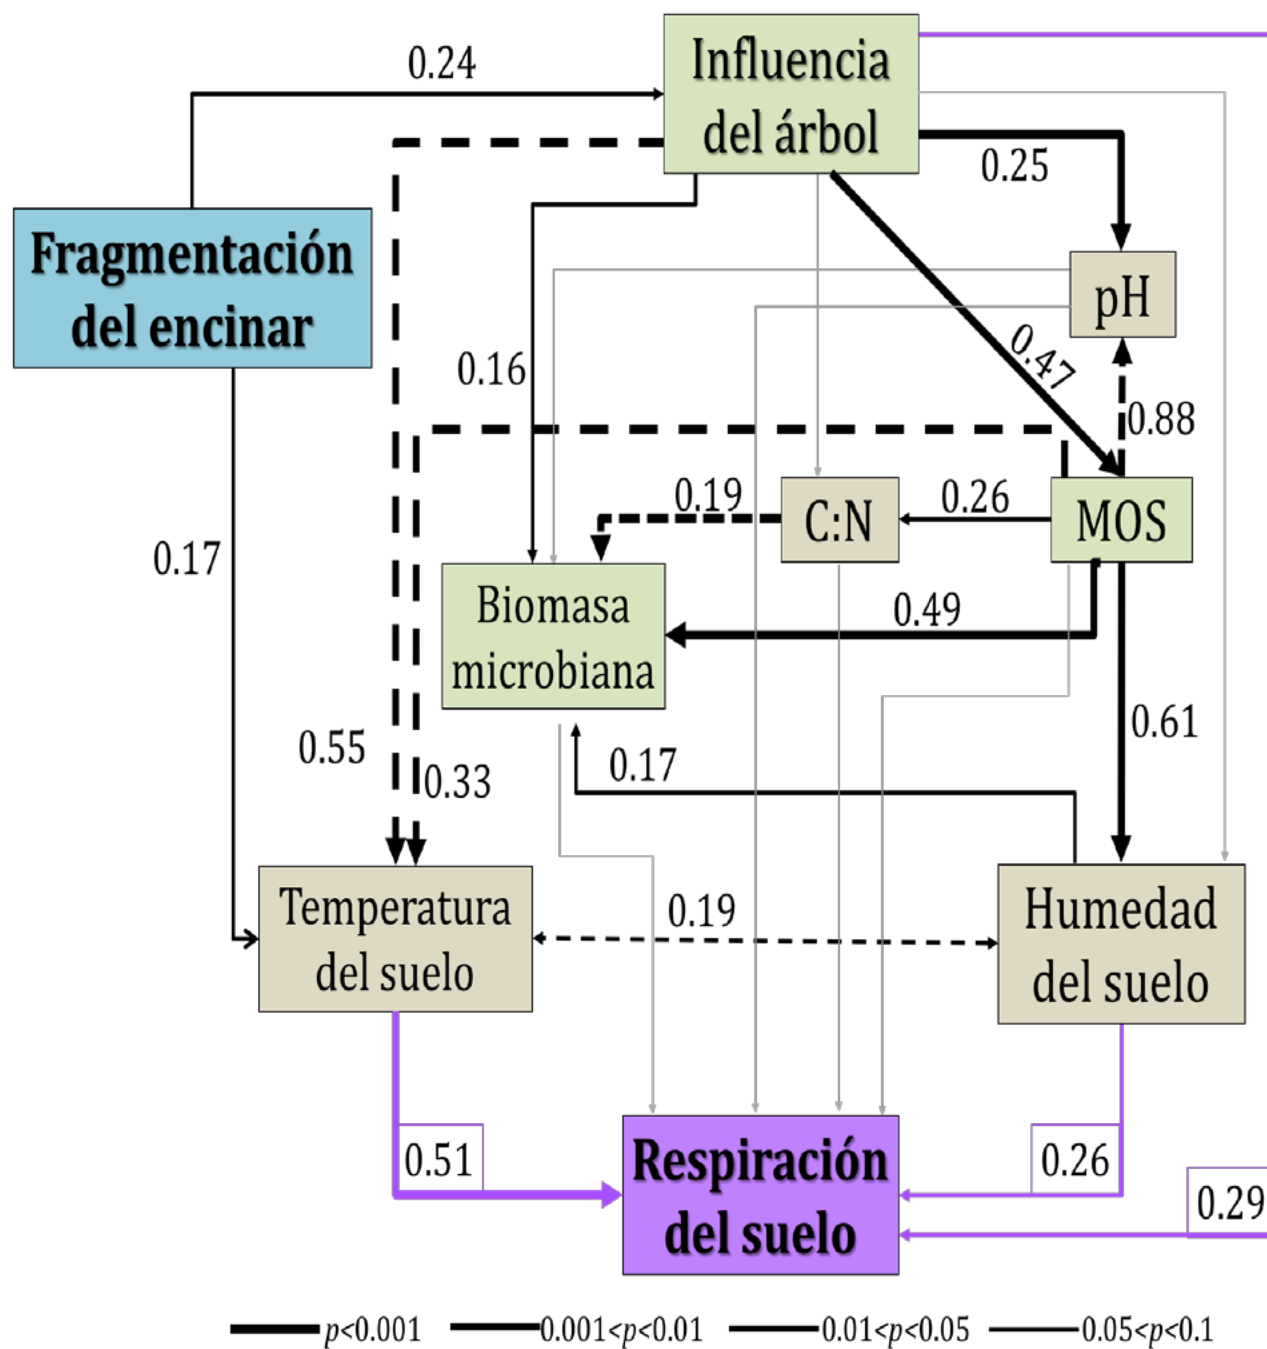 Influencia
del árbol
0.24
0.25
Fragmentación
del encinar
pH
0.16
0.47
0.88
0.19
C:N
0.26
MOS
0.17
Biomasa
microbiana
0.49
0.55
0.33
0.17
0.61
Temperatura
del suelo
0.19
Humedad
del suelo
0.51
Respiración
del suelo
0.26
0.29
p<0.001
0.001<p<0.01
0.01<p<0.05
0.05<p<0.1